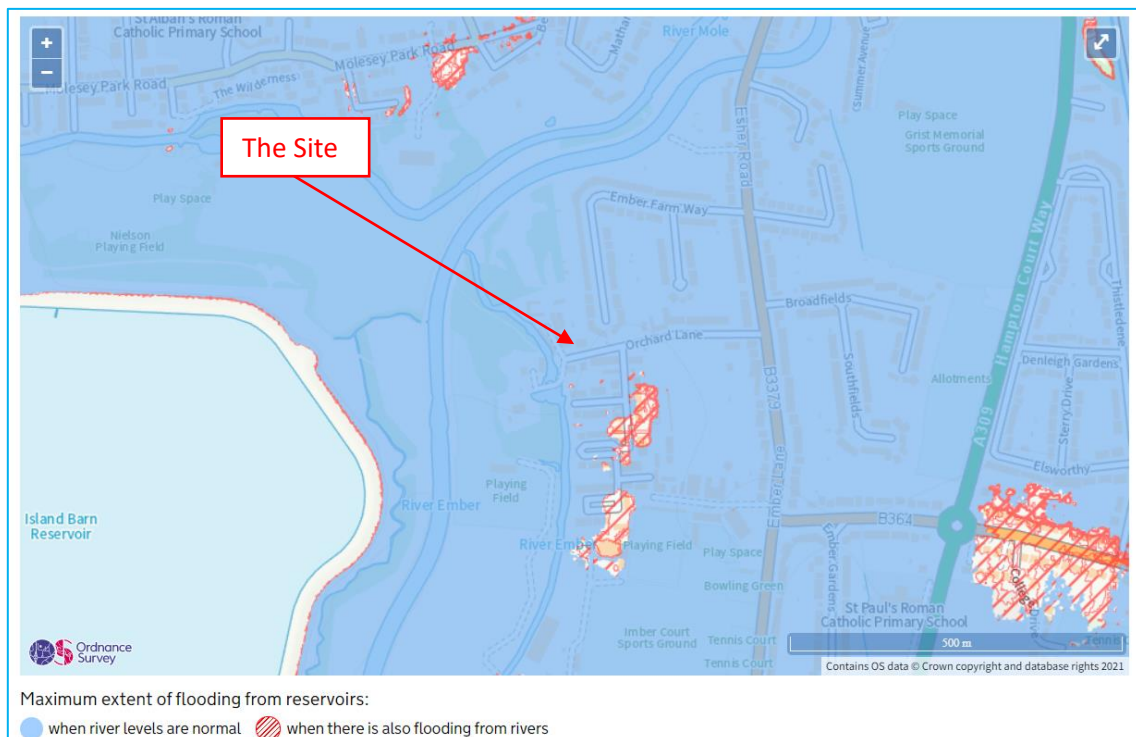 +
−
St Alban's Roman
Catholic Primary School
River Mole
Molesey Park Road
Molesey Park Road
The Wilderness
Summer Avenue
Esher Road
Play Space
Grist Memorial
Sports Ground
The Site
Play Space
Ember Farm Way
Nielson
Playing Field
A309 Hampton Court Way
Thistledene
Broadfields
Orchard Lane
Southfields
Denleigh Gardens
Allotments
B3379
Sterry Drive
Elsworthy
Playing
Field
River Ember
Ember Lane
B364
Island Barn
Reservoir
River Ember
Playing Field
Play Space
Bowling Green
Ember Gardens
College Drive
St Paul's Roman
Catholic Primary School
Imber Court
Sports Ground
Tennis Court
Tennis Court
500 m
Ordnance
Survey
Contains OS data © Crown copyright and database rights 2021
Maximum extent of flooding from reservoirs:
when river levels are normal when there is also flooding from rivers